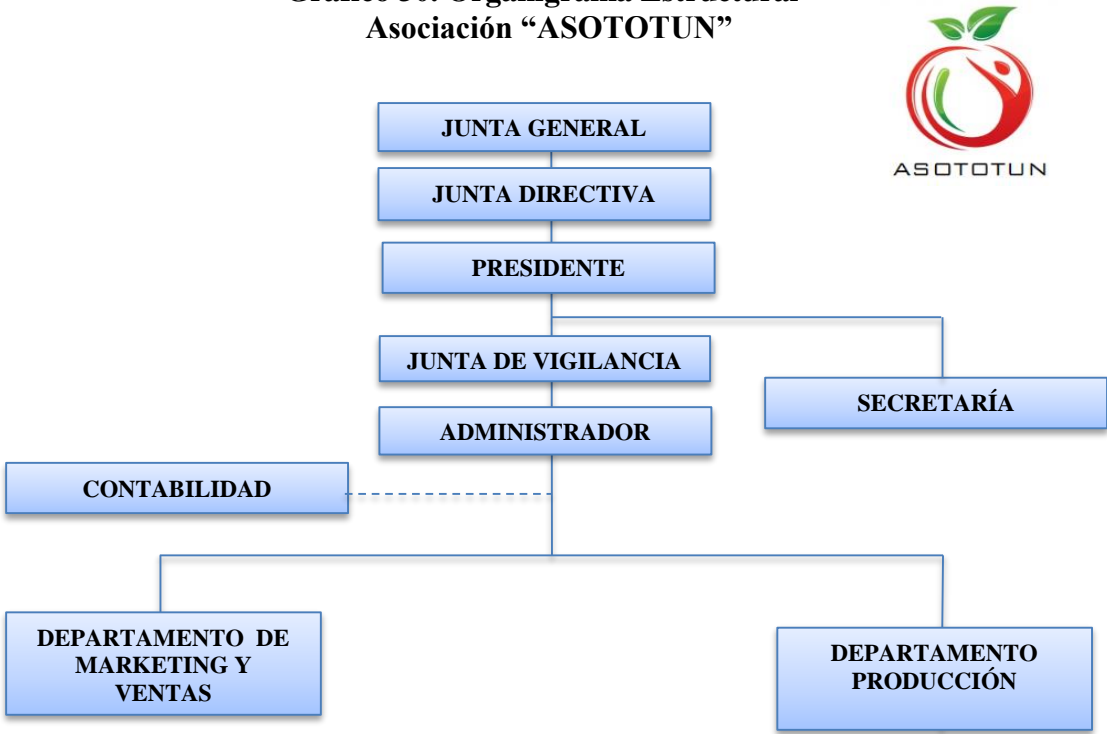 Asociación “ASOTOTUN”
ASOTOTUN
JUNTA GENERAL
JUNTA DIRECTIVA
PRESIDENTE
JUNTA DE VIGILANCIA
SECRETARÍA
ADMINISTRADOR
CONTABILIDAD
DEPARTAMENTO DE
MARKETING Y
VENTAS
DEPARTAMENTO
PRODUCCIÓN